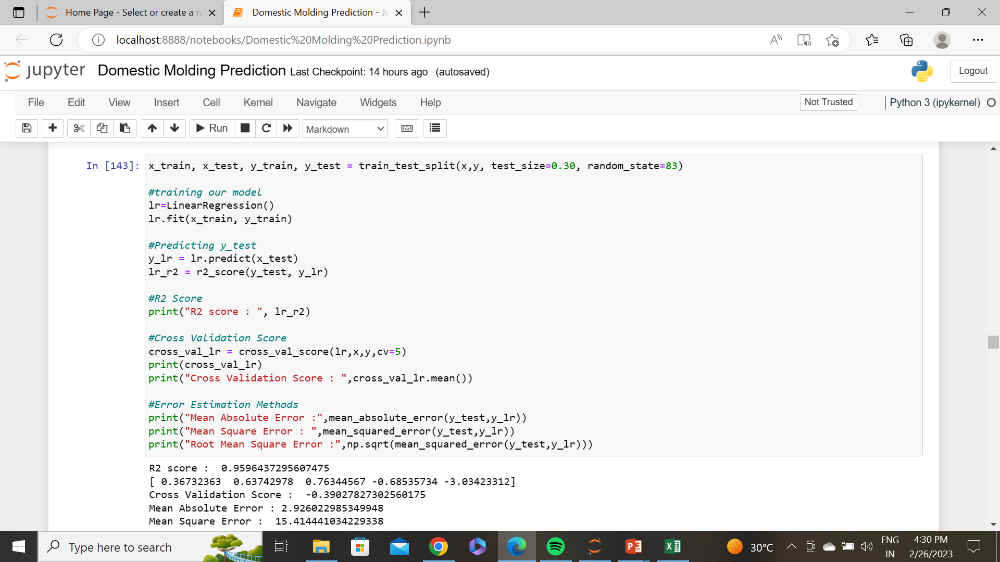 Home Page - Select or create a n
Domestic Molding Prediction - Ju
localhost:8888/notebooks/Domestic%20Molding%20Prediction.ipynb
jupyter Domestic Molding Prediction Last Checkpoint: 14 hours ago (autosaved)
Logout
File Edit View Insert Cell Kernel Navigate Widgets Help
Not Trusted
Python 3 (ipykernel)
Run
Markdown
In [143]: x_train, x_test, y_train, y_test = train_test_split(x,y, test_size=0.30, random_state=83)
#training our model
lr=LinearRegression()
lr.fit(x_train, y_train)
#Predicting y_test
y_lr = lr.predict(x_test)
lr_r2 = r2_score(y_test, y_lr)
#R2 Score
print("R2 score : ", lr_r2)
#Cross Validation Score
cross_val_lr = cross_val_score(lr,x,y,cv=5)
print(cross_val_lr)
print("Cross Validation Score : ",cross_val_lr.mean())
#Error Estimation Methods
print("Mean Absolute Error :",mean_absolute_error(y_test,y_lr))
print("Mean Square Error : ",mean_squared_error(y_test,y_lr))
print("Root Mean Square Error :",np.sqrt(mean_squared_error(y_test,y_lr)))
R2 score :  0.9596437295607475
[ 0.36732363  0.63742978  0.76344567 -0.68535734 -3.03423312]
Cross Validation Score :  -0.39027827302560175
Mean Absolute Error : 2.926022985349948
Mean Square Error :  15.414441034229338
Type here to search
30°C
ENG
IN
4:30 PM
2/26/2023